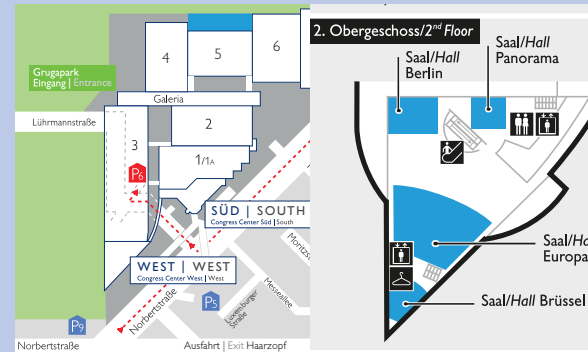 4
5
6
Grugapark
Eingang | Entrance
Galeria
Lührmannstraße
2
3
1/1A
P6
SÜD | SOUTH
Congress Center Süd | South
WEST | WEST
Congress Center West | West
Norbertstraße
P5
Luxemburger
Straße
Messeallee
P9
Norbertstraße
Ausfahrt | Exit Haarzopf
2. Obergeschoss/2nd Floor
Saal/Hall
Berlin
Saal/Hall
Panorama
Europa
Saal/Hall Brüssel